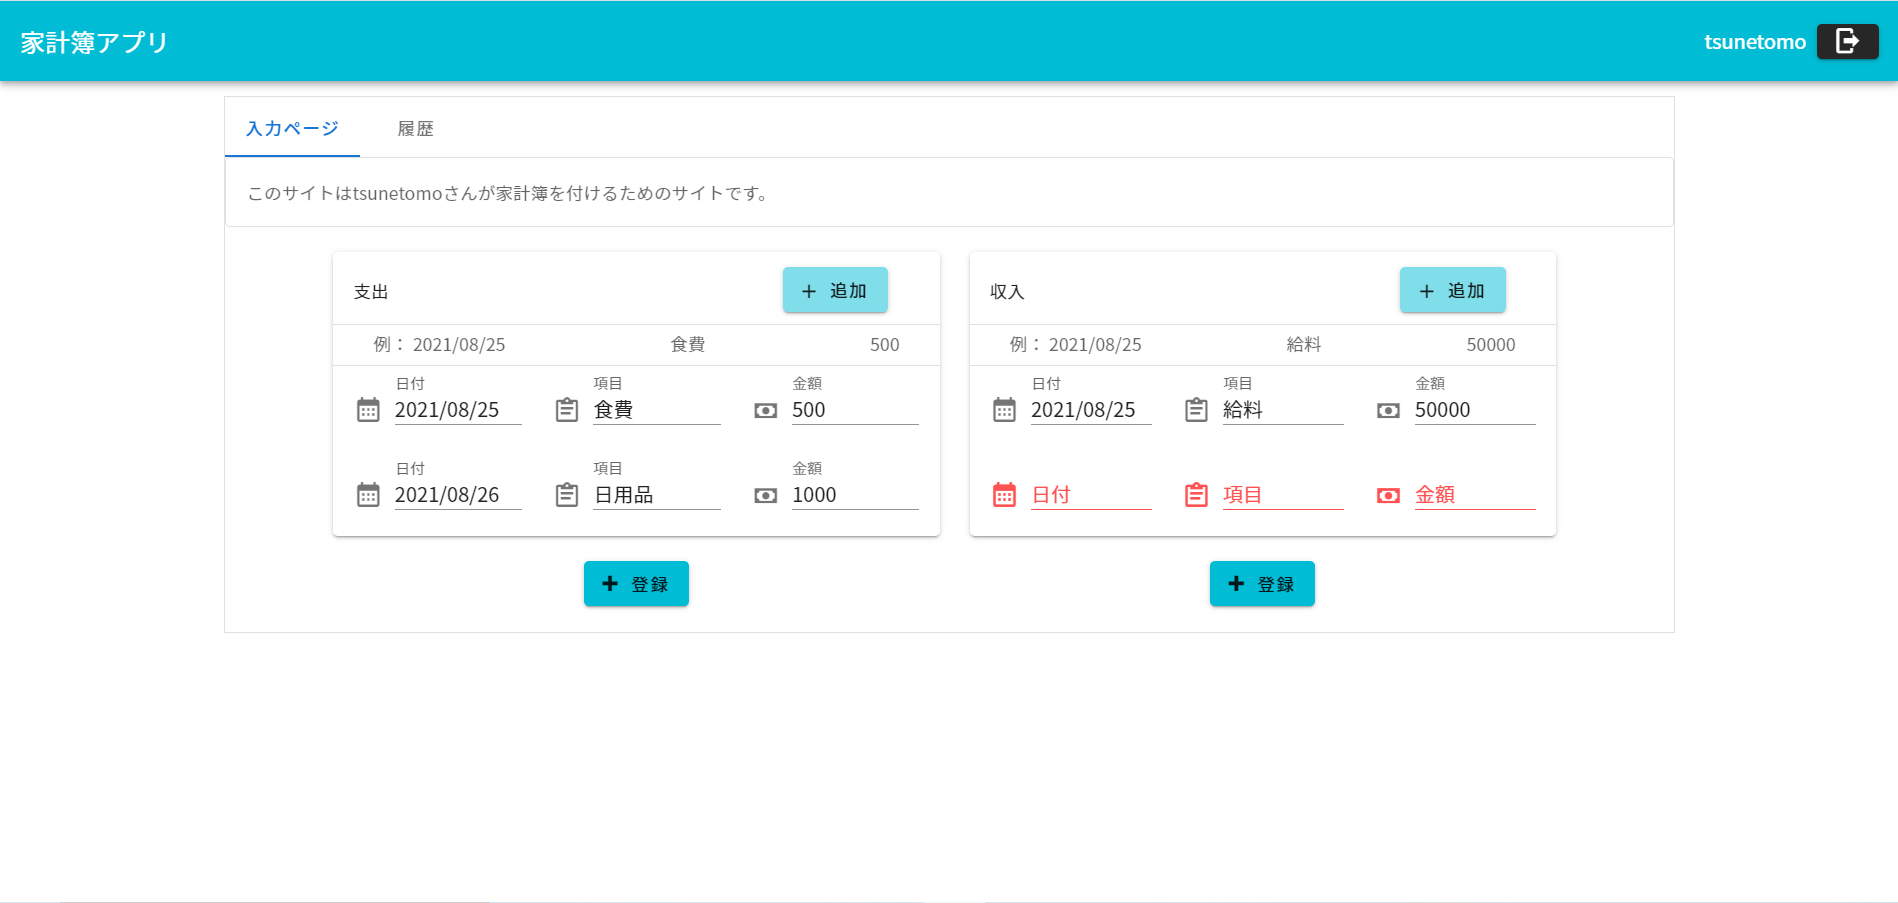 家計簿アプリ
tsunetomo
入力ページ 履歴
このサイトはtsunetomoさんが家計簿を付けるためのサイトです。
支出 追加
例： 2021/08/25 食費 500
日付 項目 金額
2021/08/25 食費 500
日付 項目 金額
2021/08/26 日用品 1000
登録
収入 追加
例： 2021/08/25 給料 50000
日付 項目 金額
2021/08/25 給料 50000
日付 項目 金額
登録